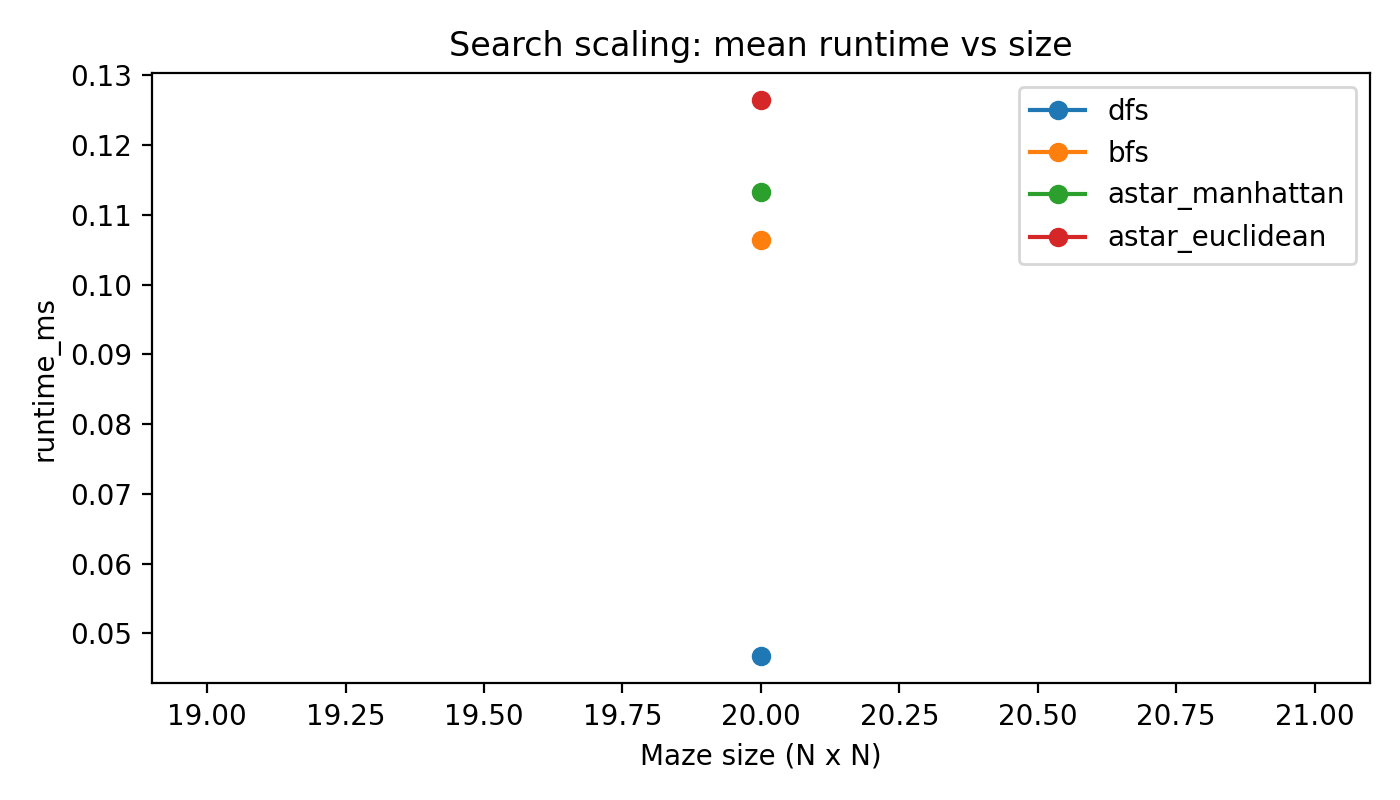 Search scaling: mean runtime vs size
0.13
0.12
0.11
0.10
0.09
0.08
0.07
0.06
0.05
runtime_ms
dfs
bfs
astar_manhattan
astar_euclidean
19.00 19.25 19.50 19.75 20.00 20.25 20.50 20.75 21.00
Maze size (N x N)